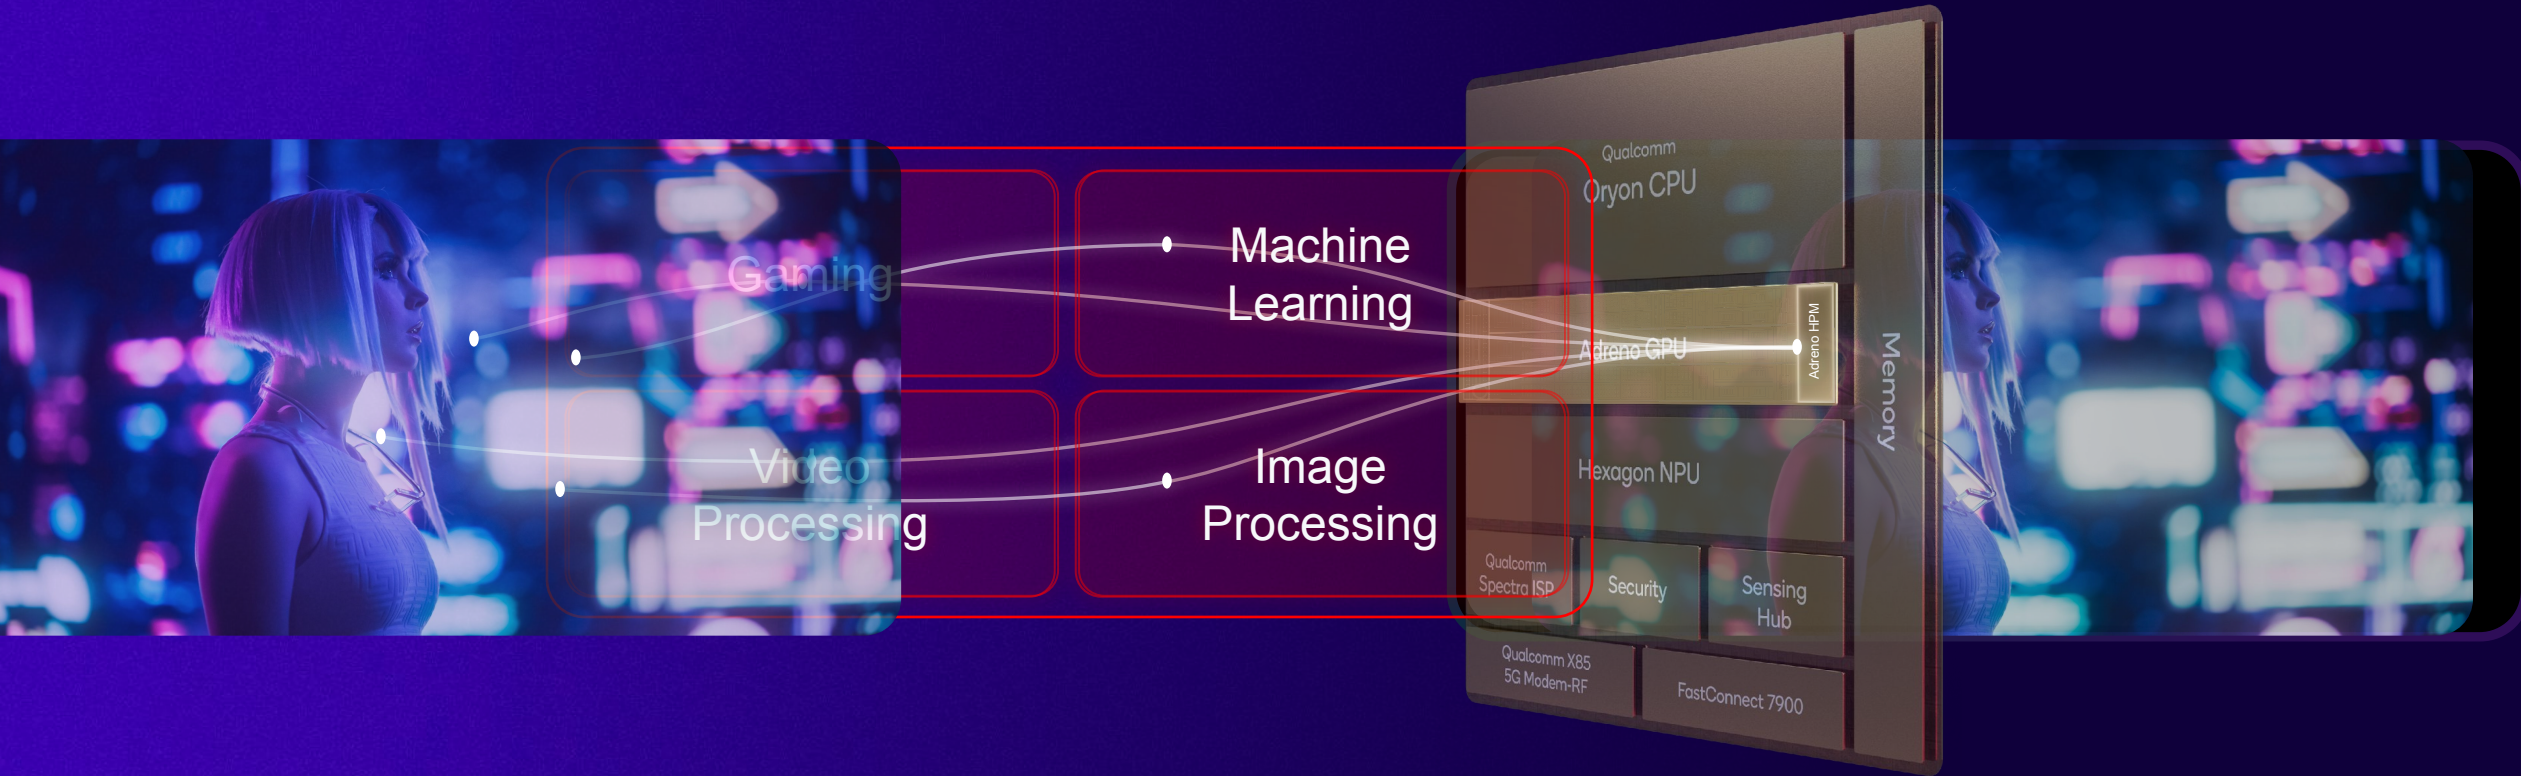 Gaming
Machine
Learning
Video
Processing
Image
Processing
Qualcomm
Oryon CPU
Adreno GPU
Adreno HPM
Memory
Hexagon NPU
Qualcomm
Spectra ISP
Security
Sensing
Hub
Qualcomm X85
5G Modem-RF
FastConnect 7900